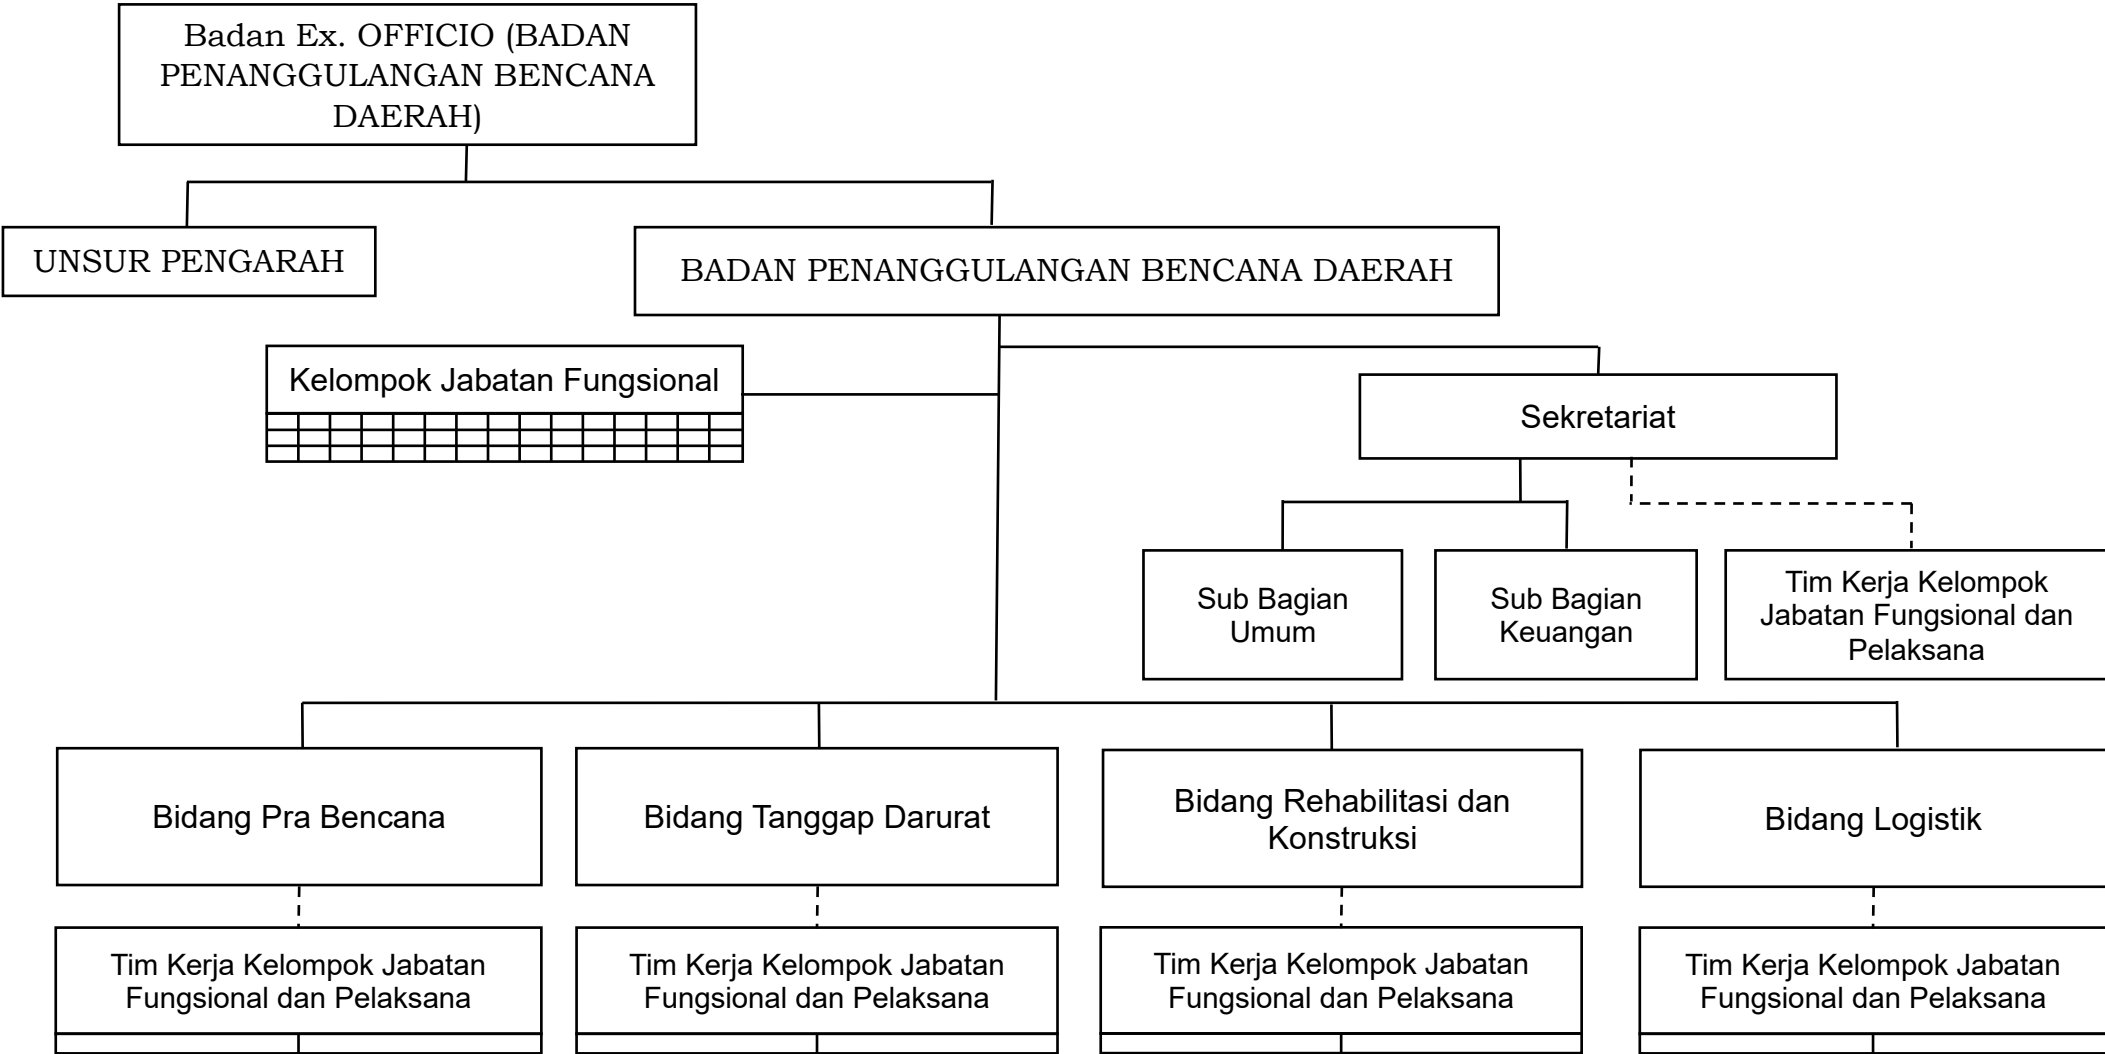 Badan Ex. OFFICIO (BADAN
PENANGGULANGAN BENCANA
DAERAH)
UNSUR PENGARAH
BADAN PENANGGULANGAN BENCANA DAERAH
Kelompok Jabatan Fungsional
Sekretariat
Sub Bagian
Umum
Sub Bagian
Keuangan
Tim Kerja Kelompok
Jabatan Fungsional dan
Pelaksana
Bidang Pra Bencana
Bidang Tanggap Darurat
Bidang Rehabilitasi dan
Konstruksi
Bidang Logistik
Tim Kerja Kelompok Jabatan
Fungsional dan Pelaksana
Tim Kerja Kelompok Jabatan
Fungsional dan Pelaksana
Tim Kerja Kelompok Jabatan
Fungsional dan Pelaksana
Tim Kerja Kelompok Jabatan
Fungsional dan Pelaksana